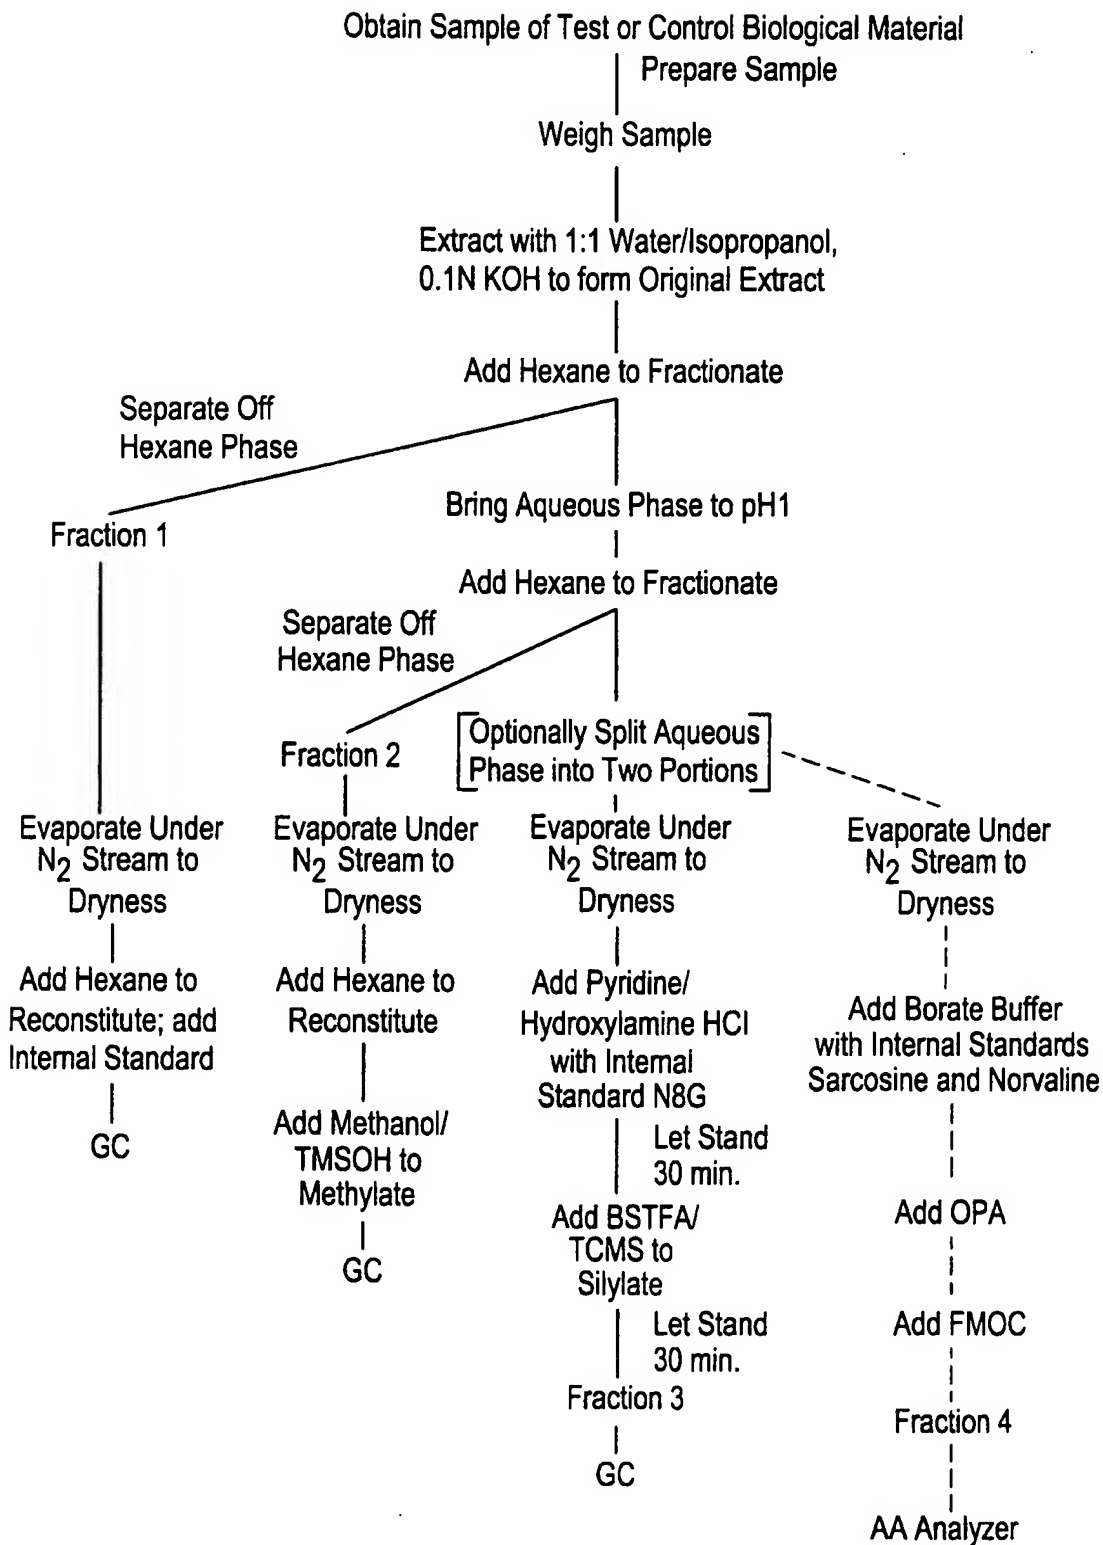 Obtain Sample of Test or Control Biological Material
Prepare Sample
Weigh Sample
Extract with 1:1 Water/Isopropanol,
0.1N KOH to form Original Extract
Add Hexane to Fractionate
Separate Off
Hexane Phase
Fraction 1
Bring Aqueous Phase to pH1
Add Hexane to Fractionate
Separate Off
Hexane Phase
Fraction 2
Optionally Split Aqueous
Phase into Two Portions
Evaporate Under
N2 Stream to
Dryness
Add Hexane to
Reconstitute; add
Internal Standard
GC
Evaporate Under
N2 Stream to
Dryness
Add Hexane to
Reconstitute
Add Methanol/
TMSOH to
Methylate
GC
Evaporate Under
N2 Stream to
Dryness
Add Pyridine/
Hydroxylamine HCl
with Internal
Standard N8G
Let Stand
30 min.
Add BSTFA/
TCMS to
Silylate
Let Stand
30 min.
Fraction 3
GC
Evaporate Under
N2 Stream to
Dryness
Add Borate Buffer
with Internal Standards
Sarcosine and Norvaline
Add OPA
Add FMOC
Fraction 4
AA Analyzer